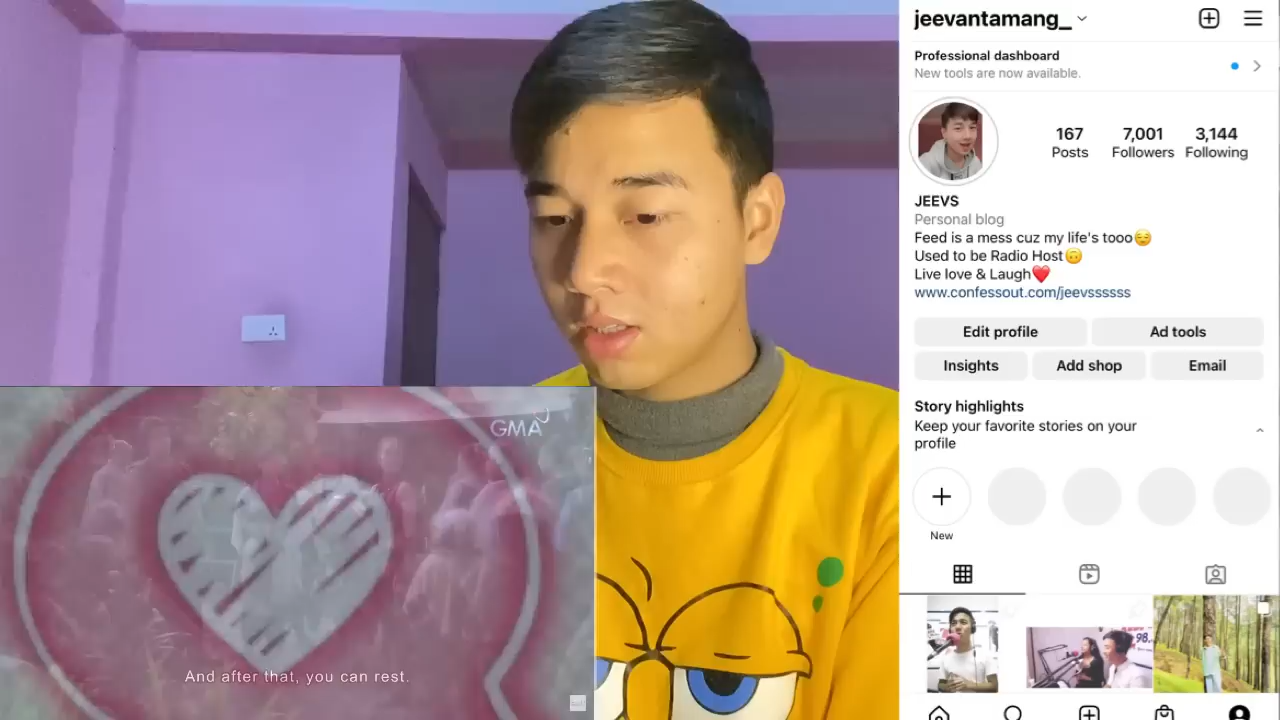 GMA
And after that, you can rest.
jeevantamang_
Professional dashboard
New tools are now available.
167 7,001 3,144
Posts Followers Following
JEEVS
Personal blog
Feed is a mess cuz my life's tooo😌
Used to be Radio Host🙃
Live love & Laugh❤️
www.confessout.com/jeevssssss
Edit profile Ad tools
Insights Add shop Email
Story highlights
Keep your favorite stories on your
profile
New
98.